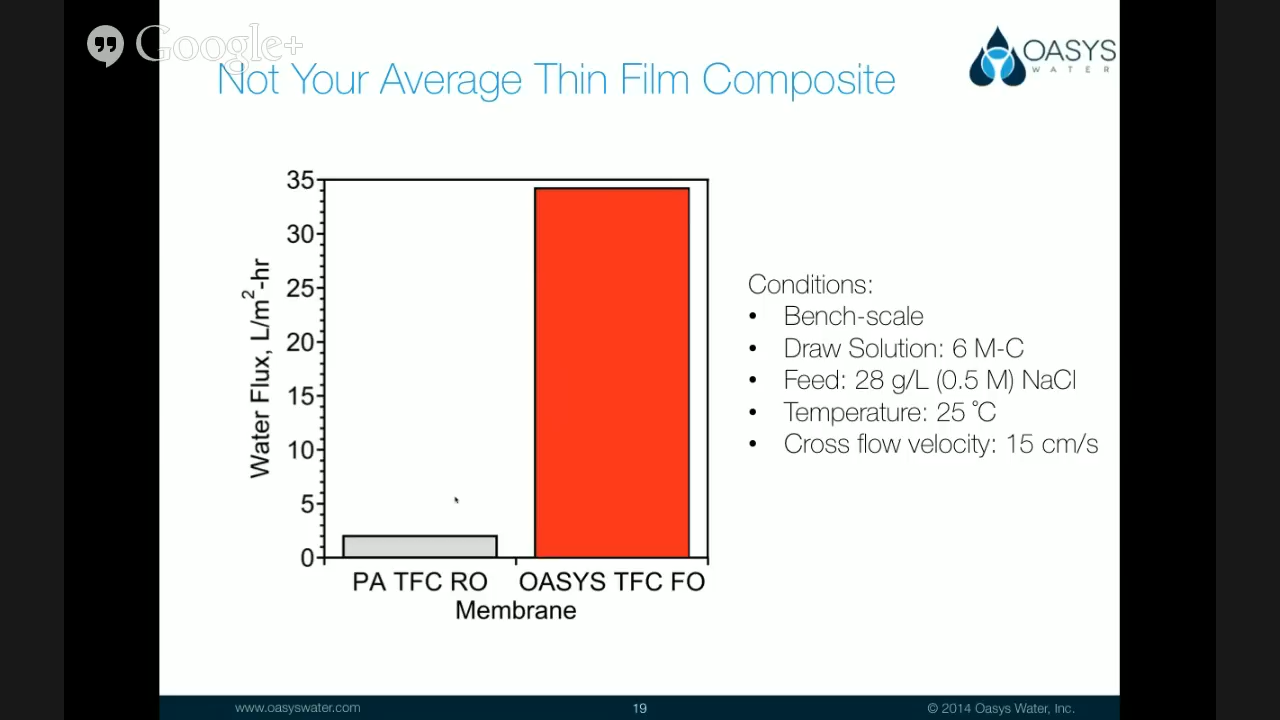 Google+
OASYS
WATER
Not Your Average Thin Film Composite
35
30
25
20
15
10
5
0
Water Flux, L/m²-hr
PA TFC RO
OASYS TFC FO
Membrane
Conditions:
• Bench-scale
• Draw Solution: 6 M-C
• Feed: 28 g/L (0.5 M) NaCl
• Temperature: 25 ˚C
• Cross flow velocity: 15 cm/s
www.oasyswater.com
19
© 2014 Oasys Water, Inc.